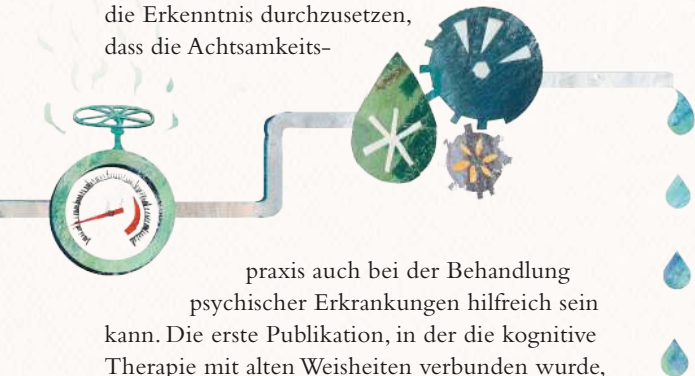 die Erkenntnis durchzusetzen,
dass die Achtsamkeits-
praxis auch bei der Behandlung
psychischer Erkrankungen hilfreich sein
kann. Die erste Publikation, in der die kognitive
Therapie mit alten Weisheiten verbunden wurde,